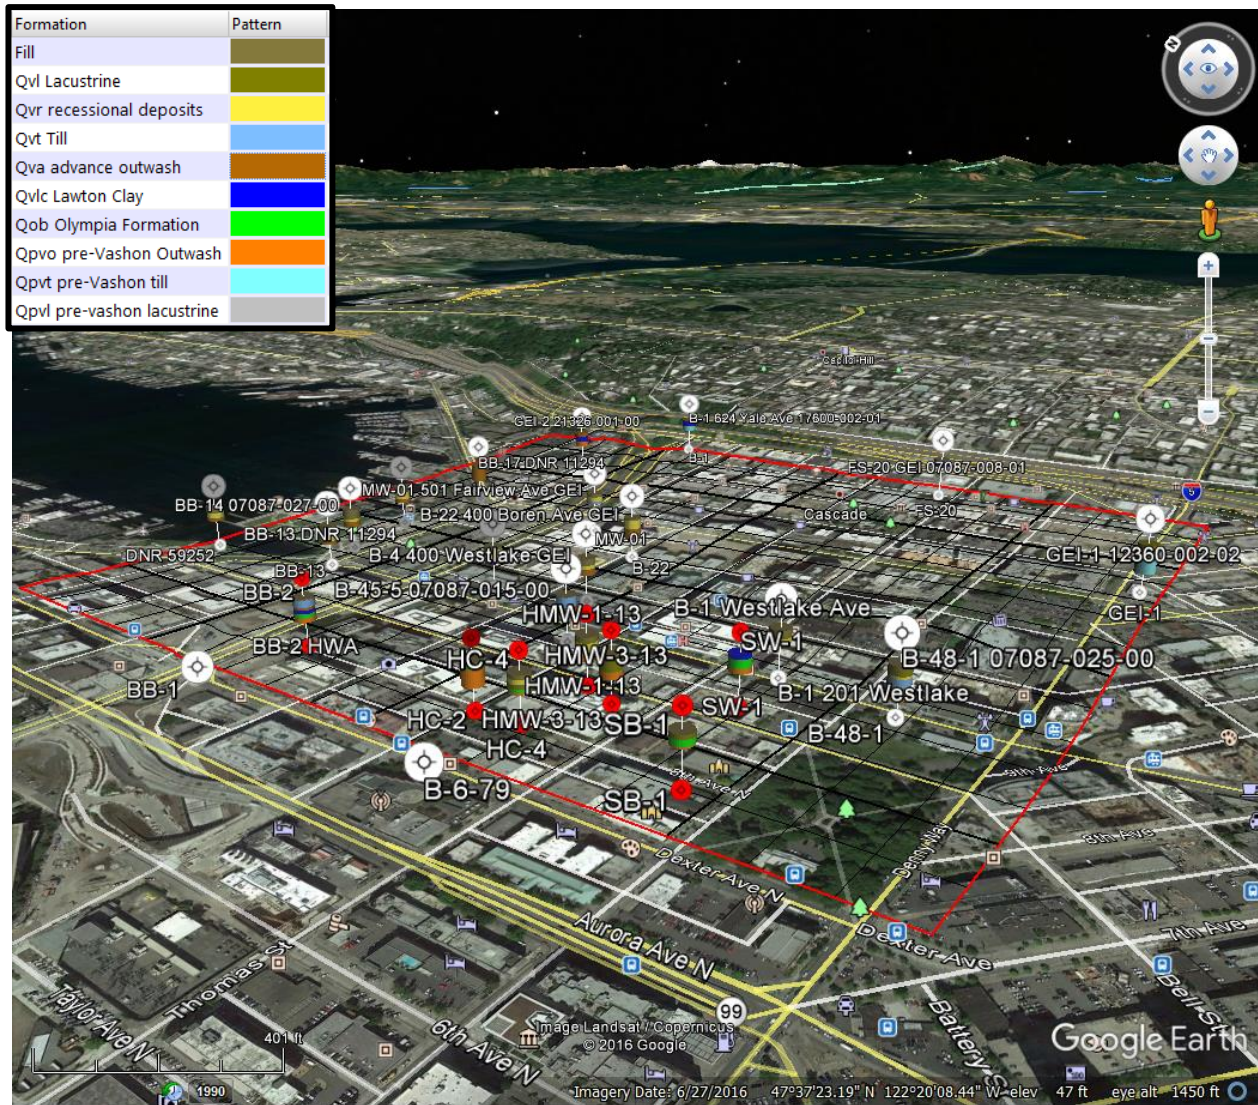 Formation Pattern
Fill
Qvl Lacustrine
Qvr recessional deposits
Qvt Till
Qva advance outwash
Qvlc Lawton Clay
Qob Olympia Formation
Qpvo pre-Vashon Outwash
Qpvt pre-Vashon till
Qpvl pre-vashon lacustrine
N
Capitol Hill
GEI-2 21326-001-00
B-1 624 Yale Ave 17600-002-01
B-1
BB-17 DNR 11294
FS-20 GEI 07087-008-01
MW-01 501 Fairview Ave GEI
5
BB-14 07087-027-00
B-22 400 Boren Ave GEI
Cascade
FS-20
BB-13 DNR 11294
MW-01
DNR 59252
B-4 400 Westlake GEI
GEI-1 12360-002-02
BB-13
B-22
BB-2
B-45-5 07087-015-00
GEI-1
HMW-1-13
B-1 Westlake Ave
SW-1
BB-2 HWA
HC-4
HMW-3-13
B-48-1 07087-025-00
BB-1
HMW-1-13
B-1 201 Westlake
SW-1
HC-2
HMW-3-13
SB-1
B-48-1
HC-4
8th Ave N
9th Ave
B-6-79
SB-1
Denny Way
8th Ave
Dexter Ave N
Aurora Ave N
Dexter Ave
7th Ave
Thomas St
99
Bell St
Taylor Ave N
6th Ave N
Battery S
Image Landsat / Copernicus
© 2016 Google
Google Earth
401 ft
1990
Imagery Date: 6/27/2016 47°37'23.19" N 122°20'08.44" W elev 47 ft eye alt 1450 ft